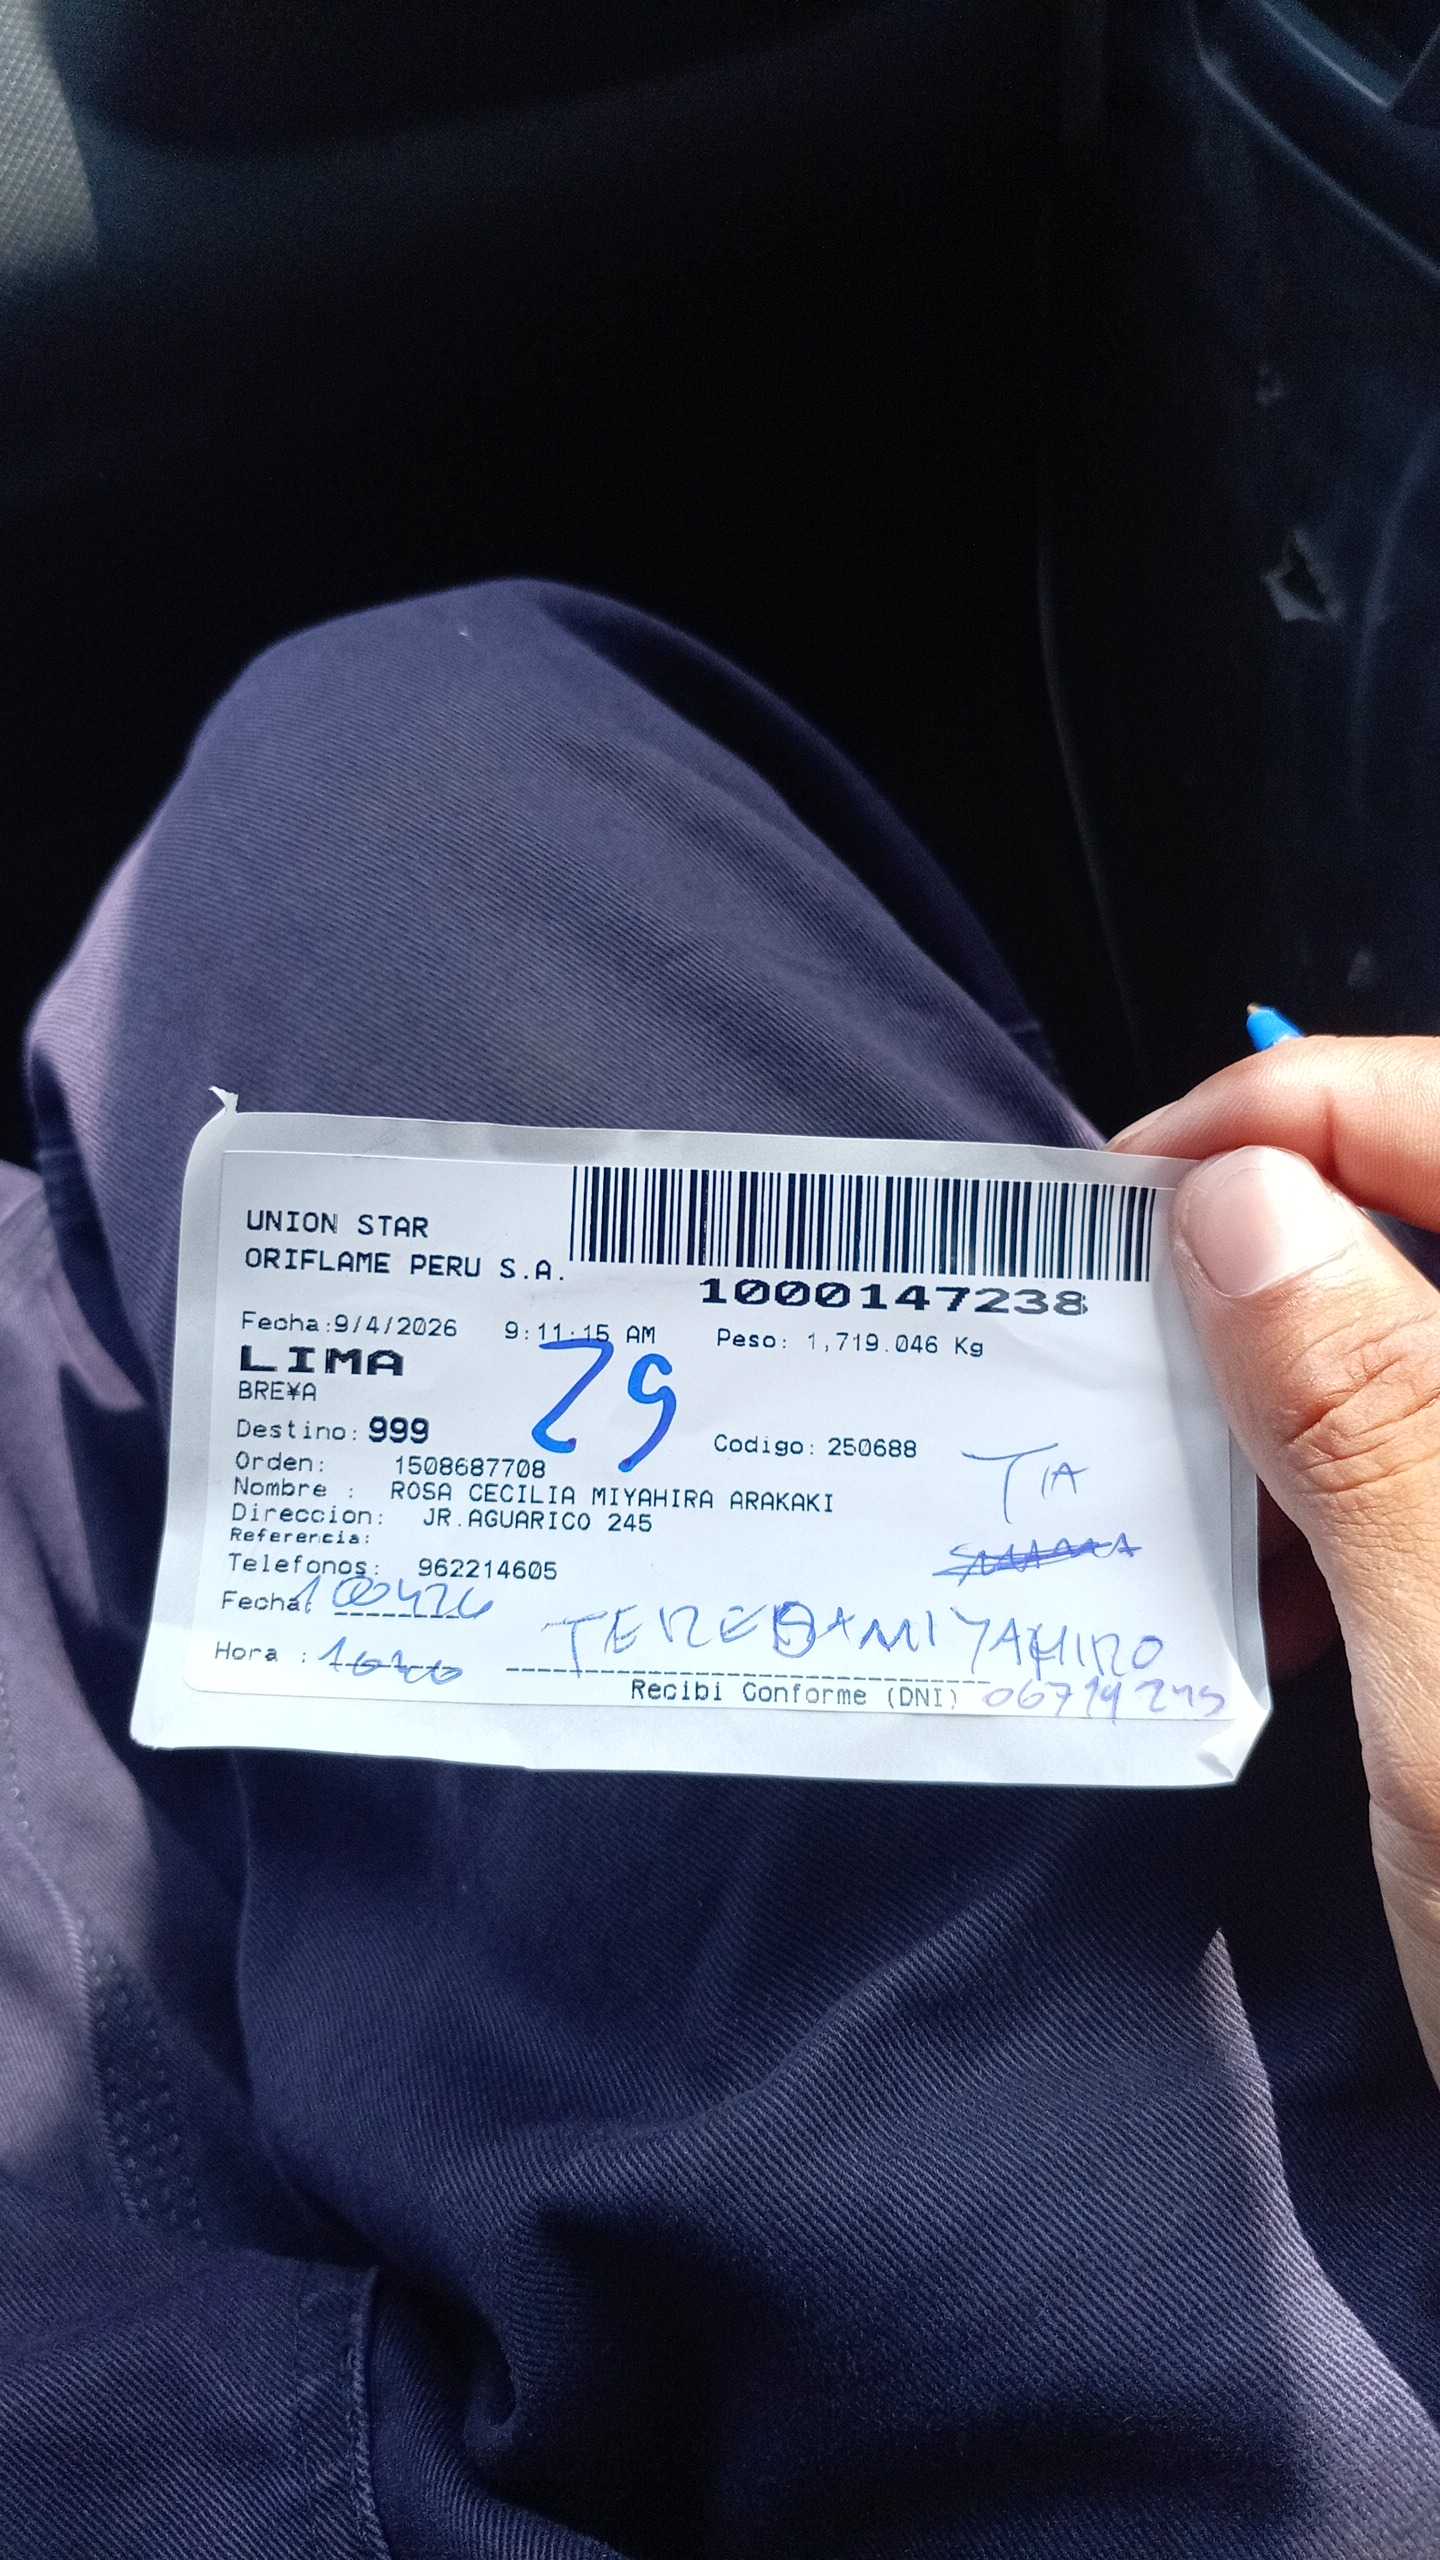 UNION STAR
ORIFLAME PERU S.A.
1000147238
Fecha:9/4/2026 9:11:15 AM Peso: 1,719.046 Kg
LIMA
BRE¥A
Destino: 999
Codigo: 250688
TIA
Orden: 1508687708
Nombre : ROSA CECILIA MIYAHIRA ARAKAKI
Direccion: JR.AGUARICO 245
Referencia:
Telefonos: 962214605
Fecha:
MIYAHIRO
Hora :
Recibi Conforme (DNI)